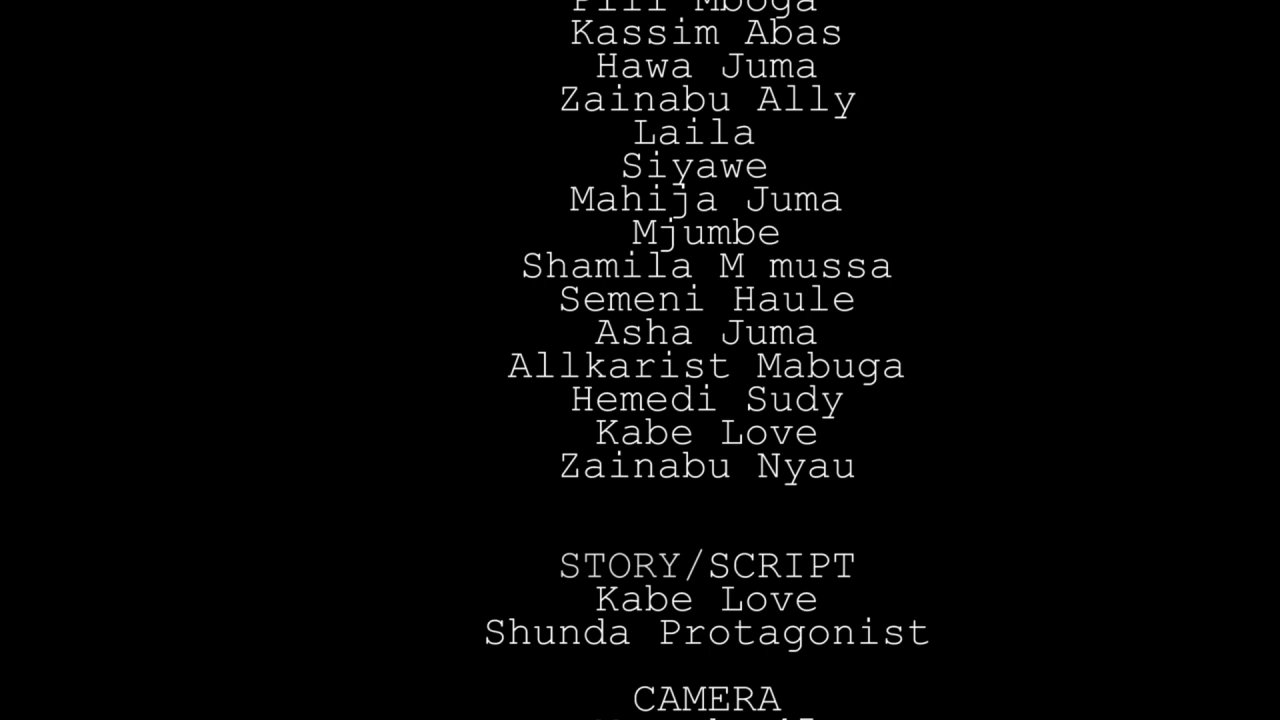 Mboga
Kassim Abas
Hawa Juma
Zainabu Ally
Laila
Siyawe
Mahija Juma
Mjumbe
Shamila M mussa
Semeni Haule
Asha Juma
Allkarist Mabuga
Hemedi Sudy
Kabe Love
Zainabu Nyau
STORY/SCRIPT
Kabe Love
Shunda Protagonist
CAMERA